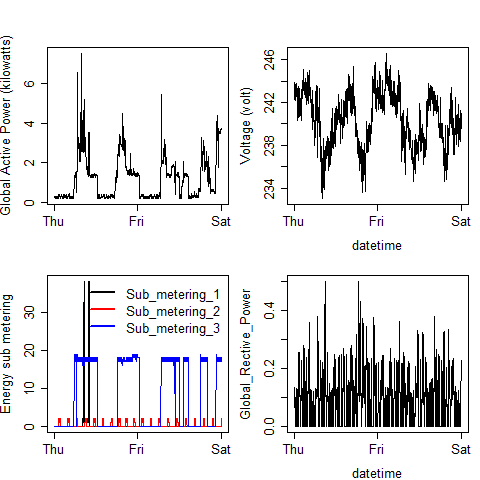 Global Active Power (kilowatts)
0 2 4 6
Thu Fri Sat
Voltage (volt)
234 238 242 246
Thu Fri Sat
datetime
Energy sub metering
0 10 20 30
Sub_metering_1
Sub_metering_2
Sub_metering_3
Thu Fri Sat
Global_Rective_Power
0.0 0.2 0.4
Thu Fri Sat
datetime